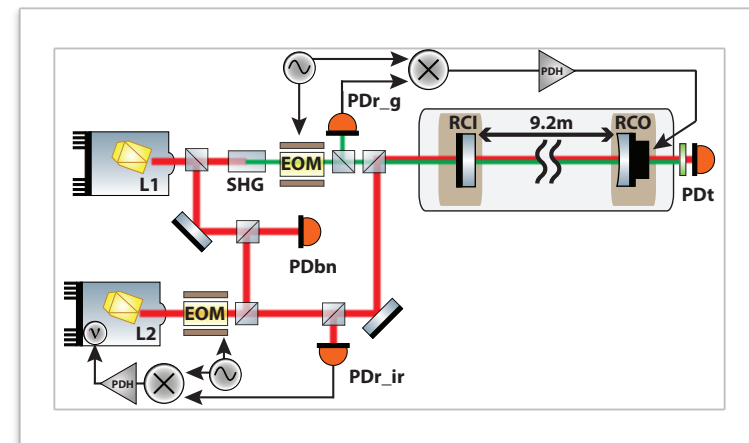 PDH
PDr_g
RCI
9.2m
RCO
L1
SHG
EOM
PDt
PDbn
EOM
L2
ν
PDH
PDr_ir